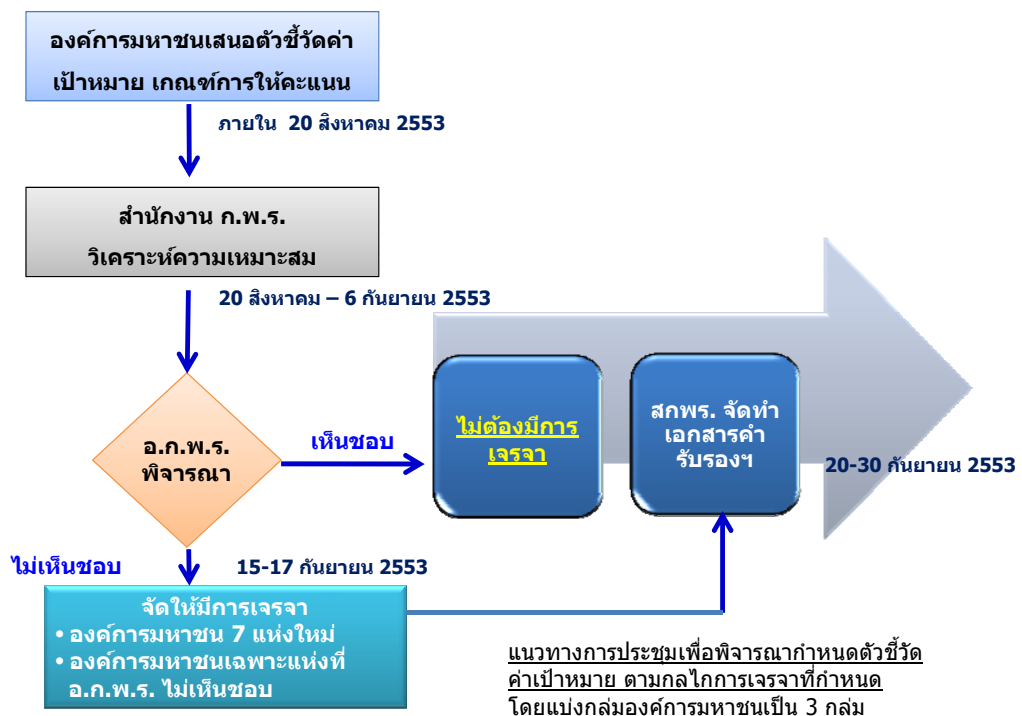 องค์การมหาชนเสนอตัวชี้วัดค่า
เป้าหมาย เกณฑ์การให้คะแนน
ภายใน 20 สิงหาคม 2553
สำนักงาน ก.พ.ร.
วิเคราะห์ความเหมาะสม
20 สิงหาคม – 6 กันยายน 2553
อ.ก.พ.ร.
พิจารณา
เห็นชอบ
ไม่ต้องมีการ
เจรจา
สกพร. จัดทำ
เอกสารคำ
รับรองฯ
20-30 กันยายน 2553
ไม่เห็นชอบ
15-17 กันยายน 2553
จัดให้มีการเจรจา
• องค์การมหาชน 7 แห่งใหม่
• องค์การมหาชนเฉพาะแห่งที่
อ.ก.พ.ร. ไม่เห็นชอบ
แนวทางการประชุมเพื่อพิจารณากำหนดตัวชี้วัด
ค่าเป้าหมาย ตามกลไกการเจรจาที่กำหนด
โดยแบ่งกลุ่มองค์การมหาชนเป็น 3 กลุ่ม